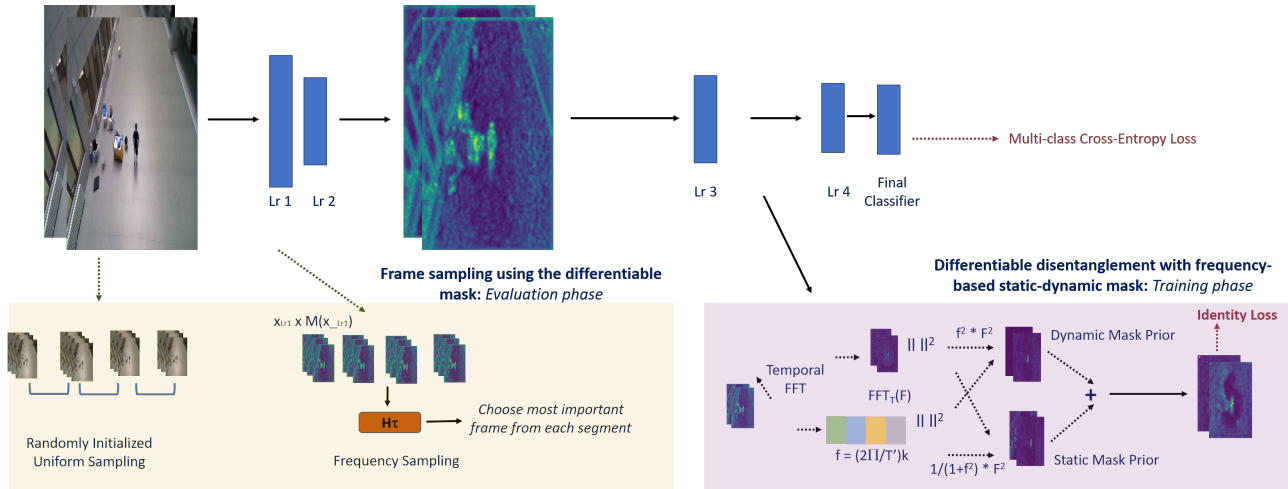 Lr 1
Lr 2
Lr 3
Lr 4
Final
Classifier
Multi-class Cross-Entropy Loss
Frame sampling using the differentiable
mask: Evaluation phase
Differentiable disentanglement with frequency-
based static-dynamic mask: Training phase
x_Lr1 x M(x__Lr1)
Randomly Initialized
Uniform Sampling
Hτ
Choose most important
frame from each segment
Frequency Sampling
Identity Loss
|| ||²
f² * F²
Dynamic Mask Prior
Temporal
FFT
FFT_T(F)
+
|| ||²
f = (2Π/T')k
1/(1+f²) * F²
Static Mask Prior